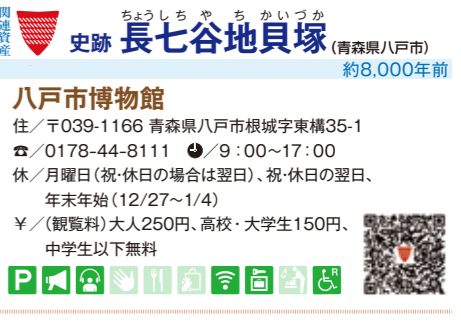 関連資産
ちょうしちやちかいづか
史跡 長七谷地貝塚(青森県八戸市)
約8,000年前
八戸市博物館
住/〒039-1166 青森県八戸市根城字東構35-1
☎/0178-44-8111 🕘/9:00~17:00
休/月曜日(祝・休日の場合は翌日)、祝・休日の翌日、
年末年始(12/27~1/4)
¥/(観覧料)大人250円、高校・大学生150円、
中学生以下無料
P R